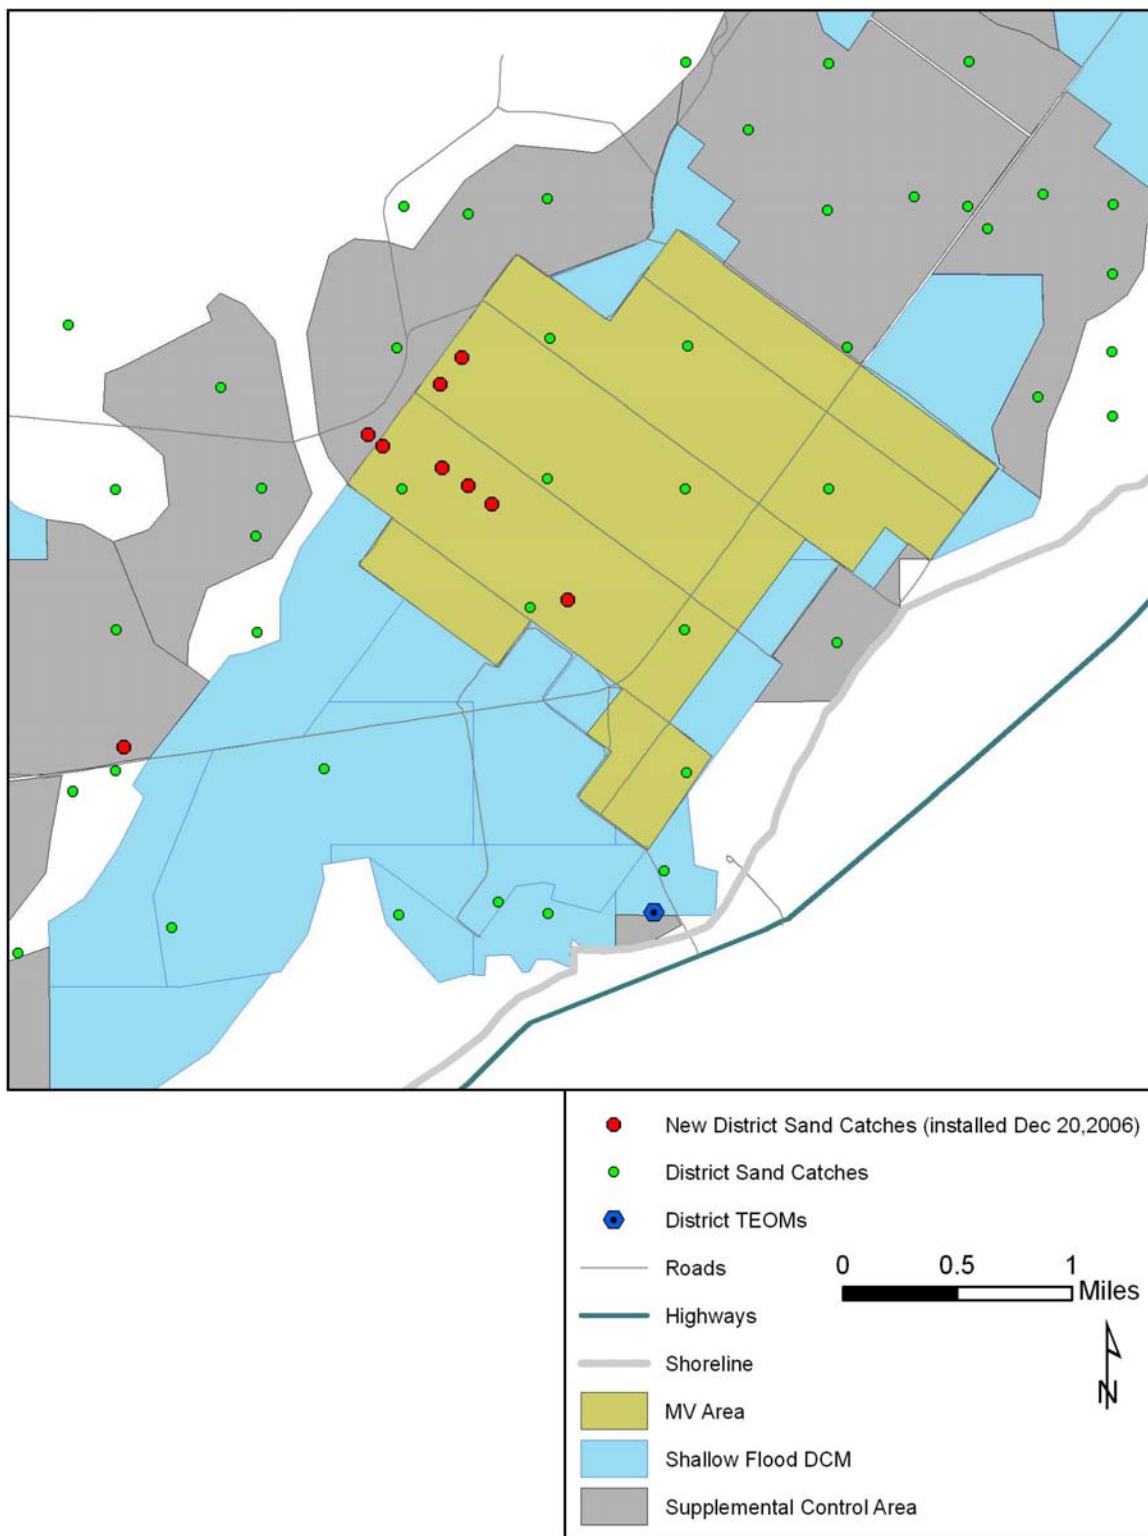 New District Sand Catches (installed Dec 20,2006)
District Sand Catches
District TEOMs
Roads
0 0.5 1
Miles
Highways
Shoreline
N
MV Area
Shallow Flood DCM
Supplemental Control Area